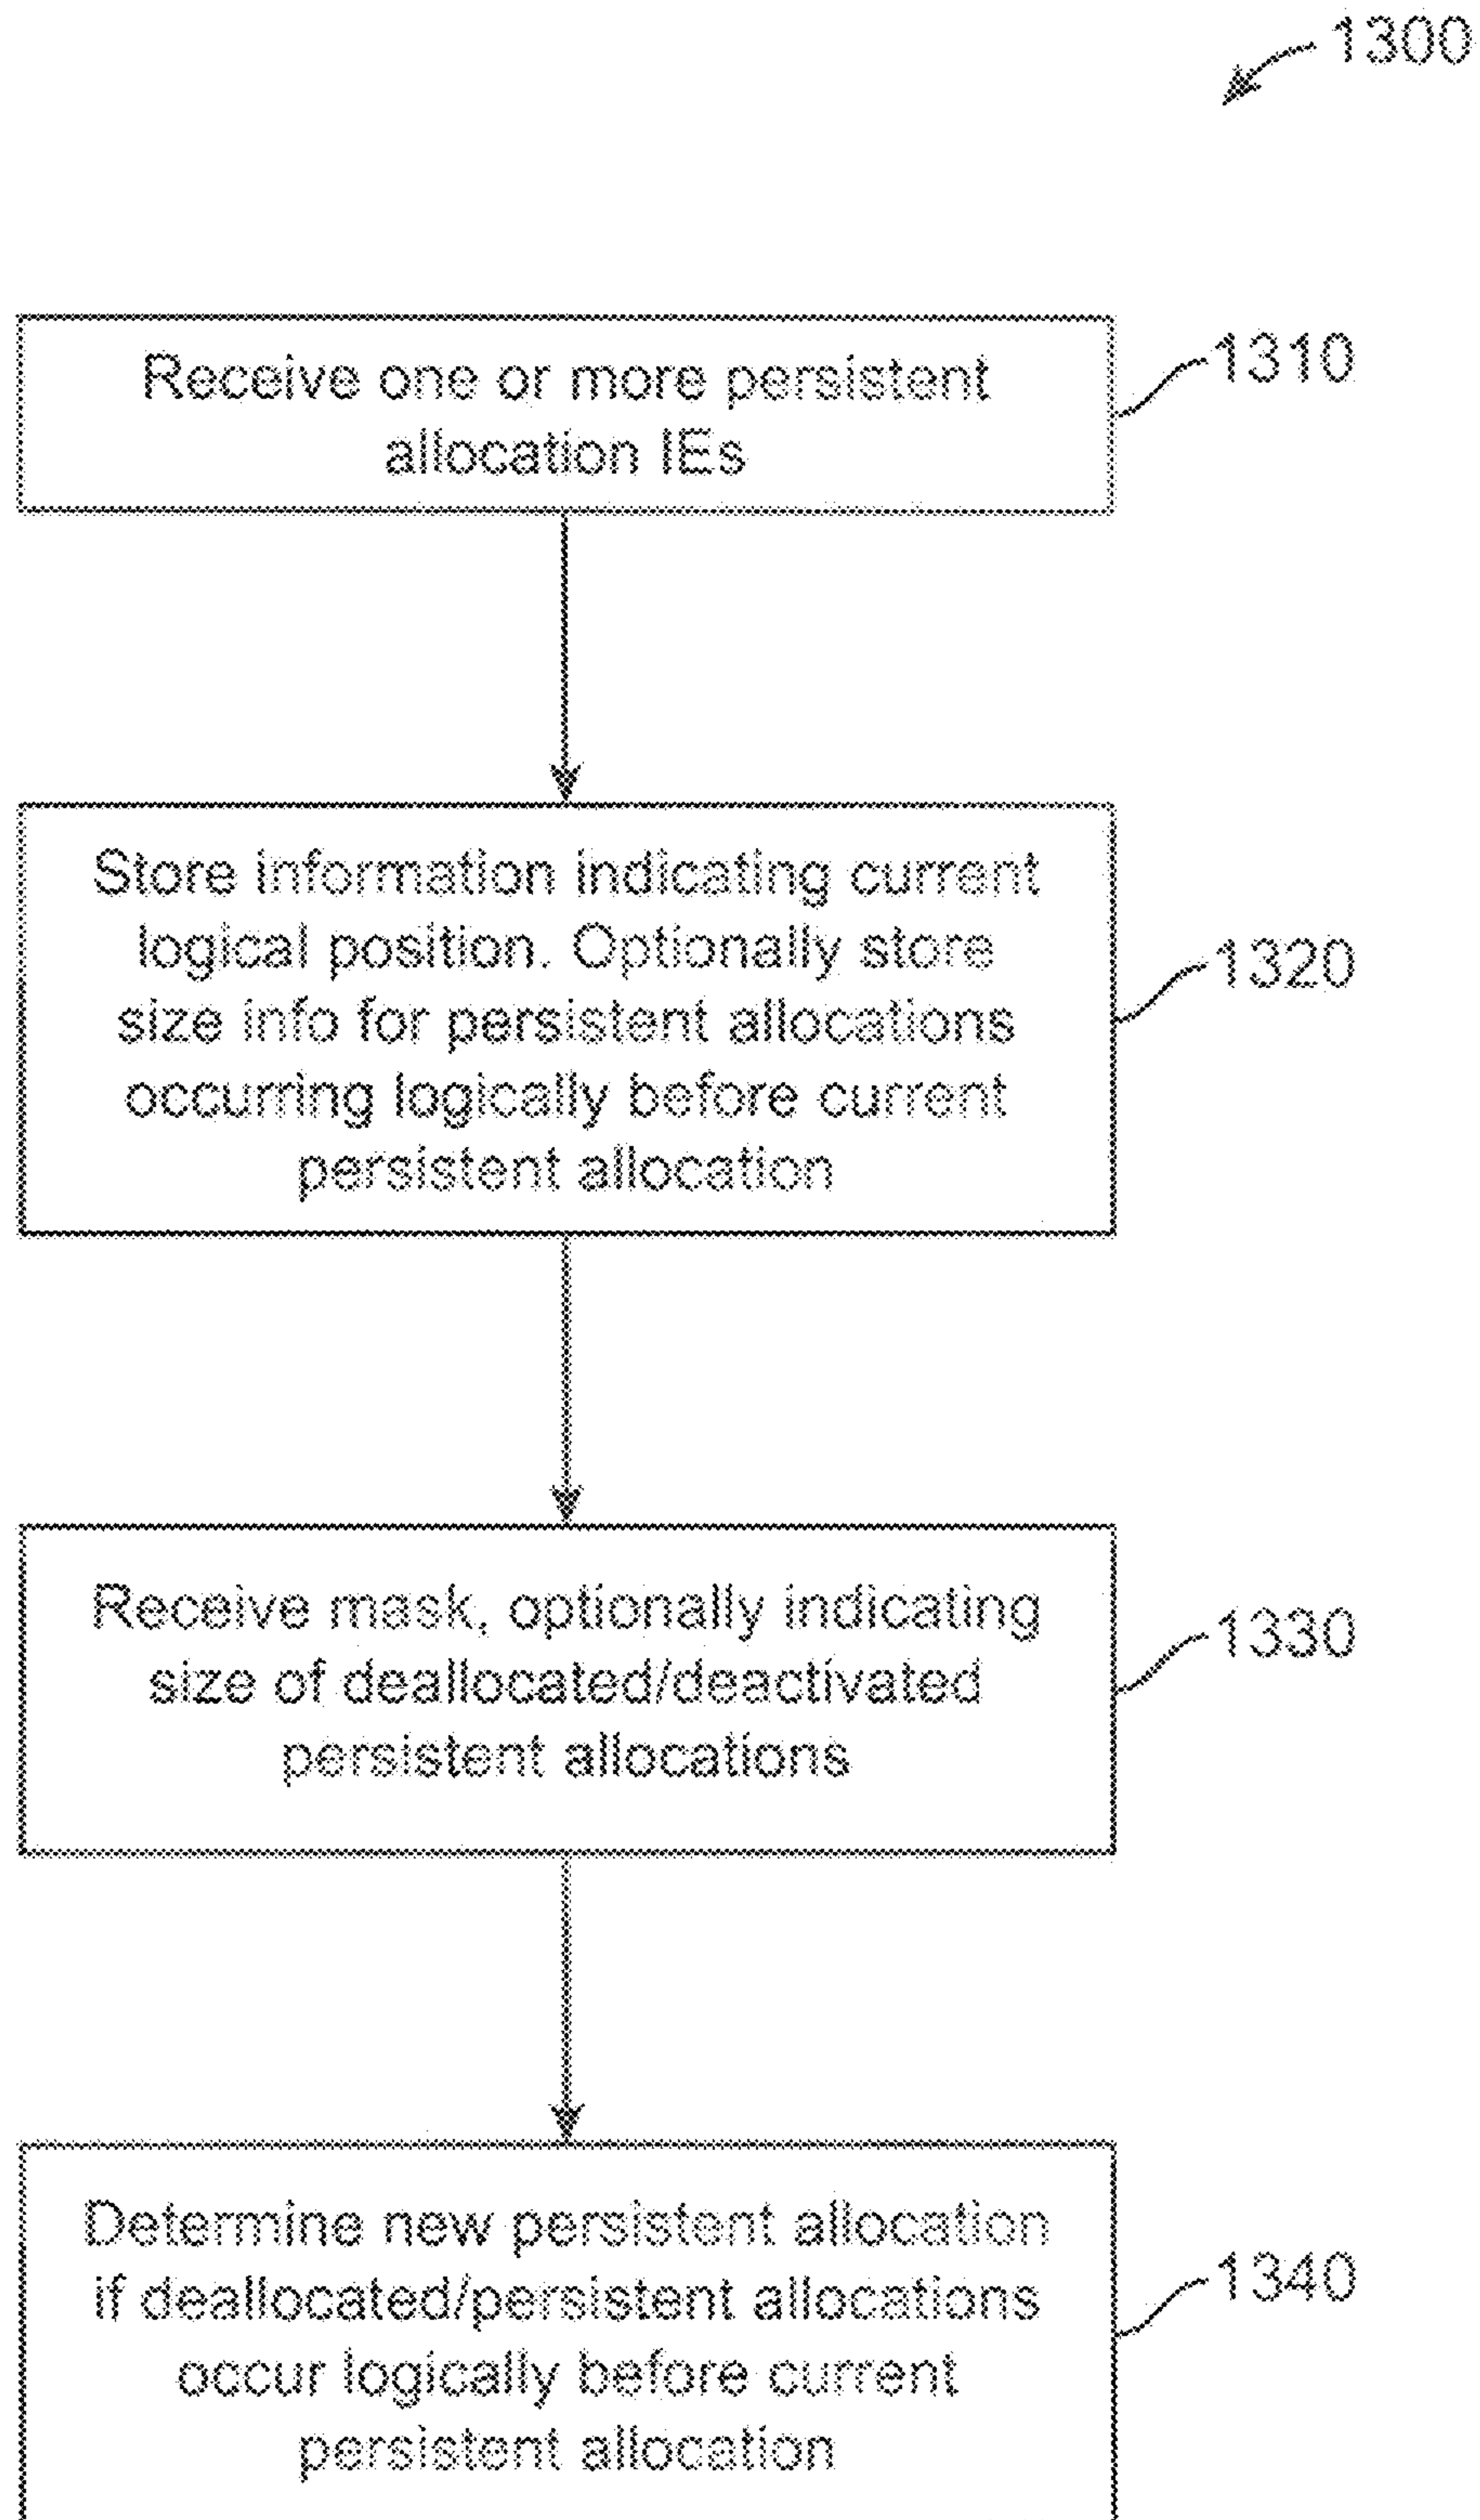 1300
Receive one or more persistent
allocation IEs
1310
Store information indicating current
logical position. Optionally store
size info for persistent allocations
occurring logically before current
persistent allocation
1320
Receive mask, optionally indicating
size of deallocated/deactivated
persistent allocations
1330
Determine new persistent allocation
if deallocated/persistent allocations
occur logically before current
persistent allocation
1340